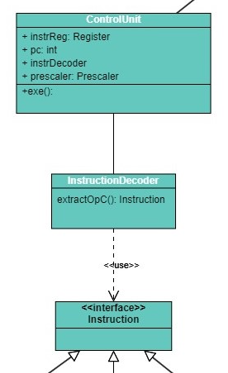 ControlUnit
+ instrReg: Register
+ pc: int
+ instrDecoder
+ prescaler: Prescaler
+exe():
InstructionDecoder
extractOpC(): Instruction
<<use>>
<<interface>>
Instruction